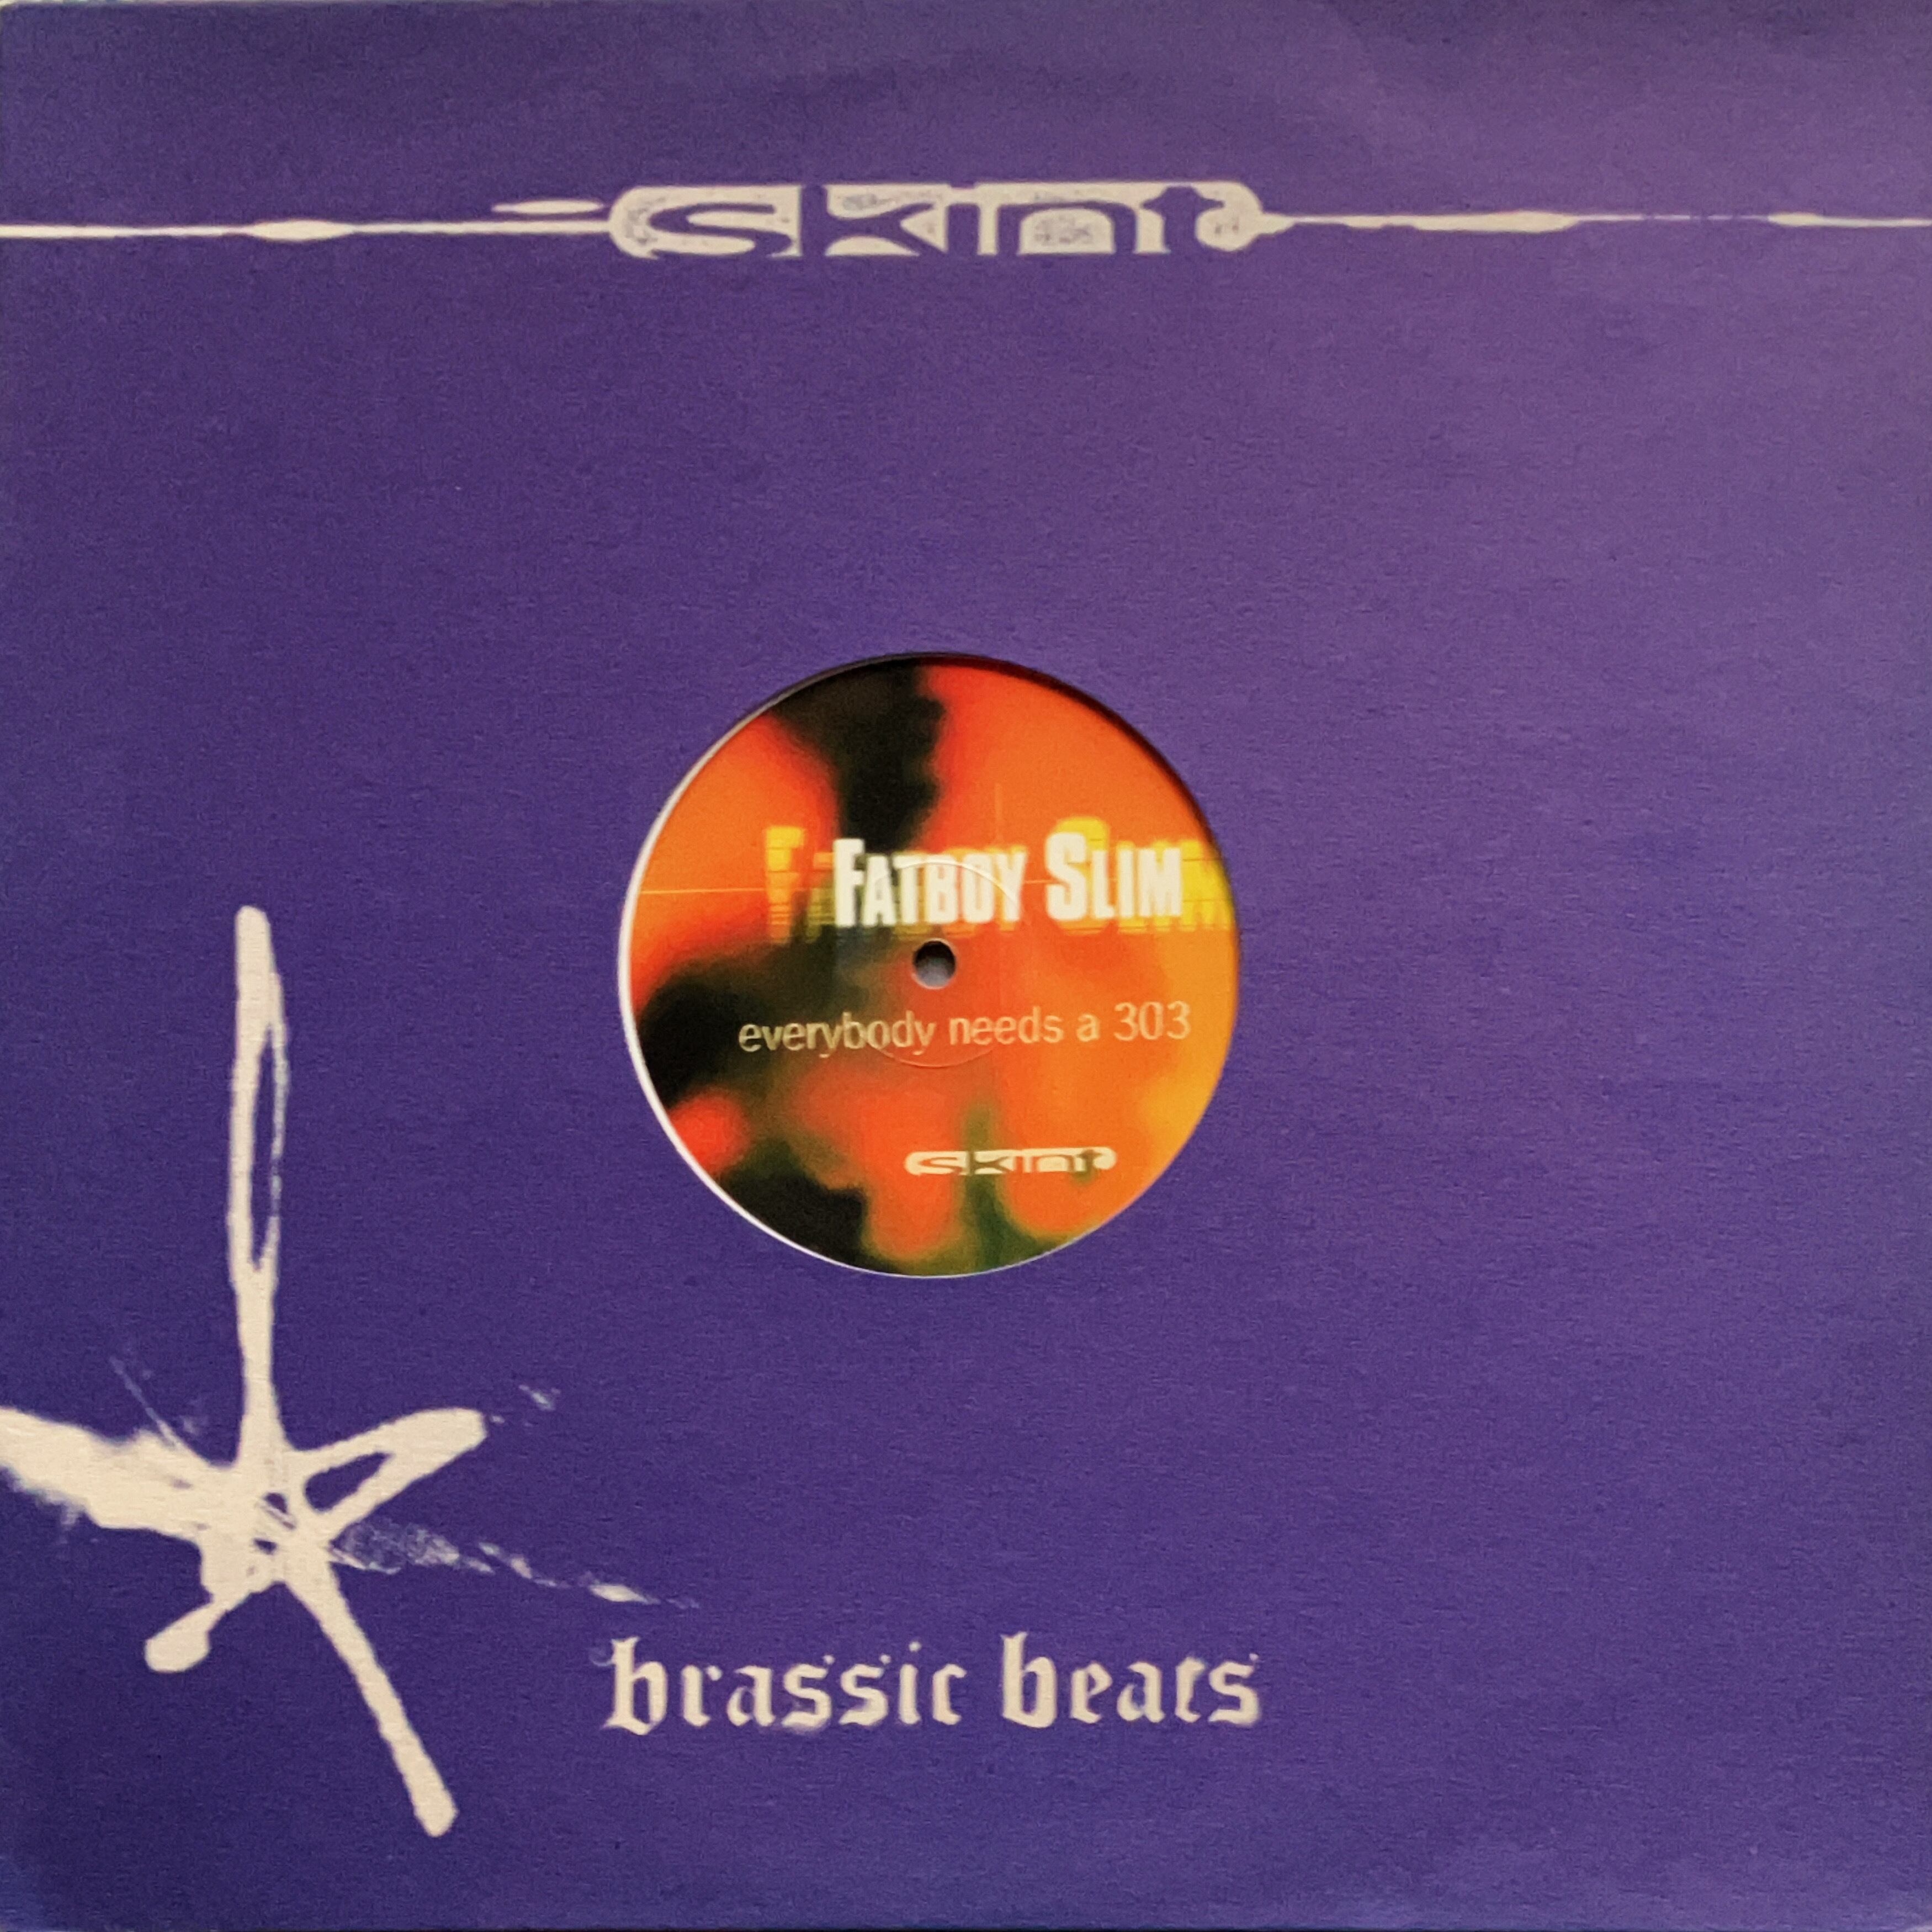 skint
FATBOY SLIM
everybody needs a 303
skint
brassic beats